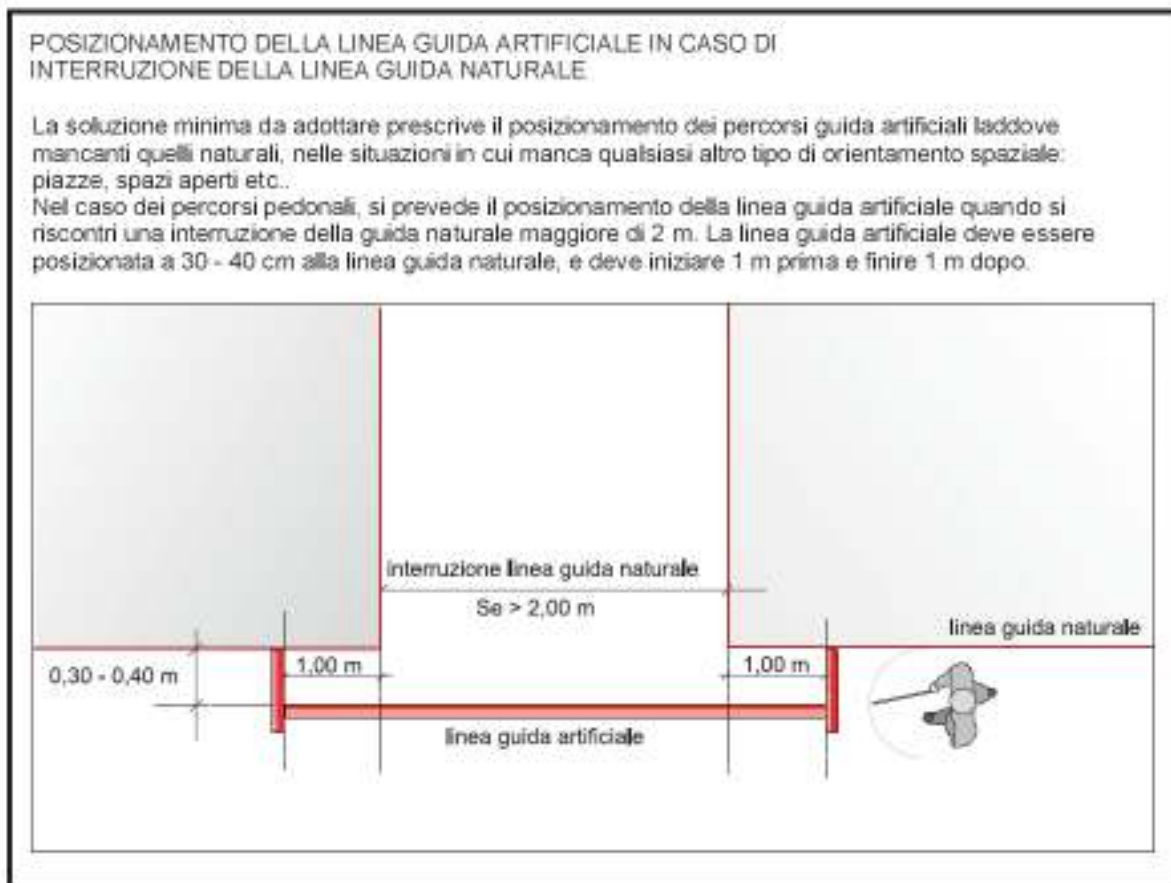 POSIZIONAMENTO DELLA LINEA GUIDA ARTIFICIALE IN CASO DI
INTERRUZIONE DELLA LINEA GUIDA NATURALE
La soluzione minima da adottare prescrive il posizionamento dei percorsi guida artificiali laddove
mancanti quelli naturali, nelle situazioni in cui manca qualsiasi altro tipo di orientamento spaziale:
piazze, spazi aperti etc..
Nel caso dei percorsi pedonali, si prevede il posizionamento della linea guida artificiale quando si
riscontri una interruzione della guida naturale maggiore di 2 m. La linea guida artificiale deve essere
posizionata a 30 - 40 cm alla linea guida naturale, e deve iniziare 1 m prima e finire 1 m dopo.
interruzione linea guida naturale
Se > 2,00 m
linea guida naturale
0,30 - 0,40 m
1,00 m
1,00 m
linea guida artificiale